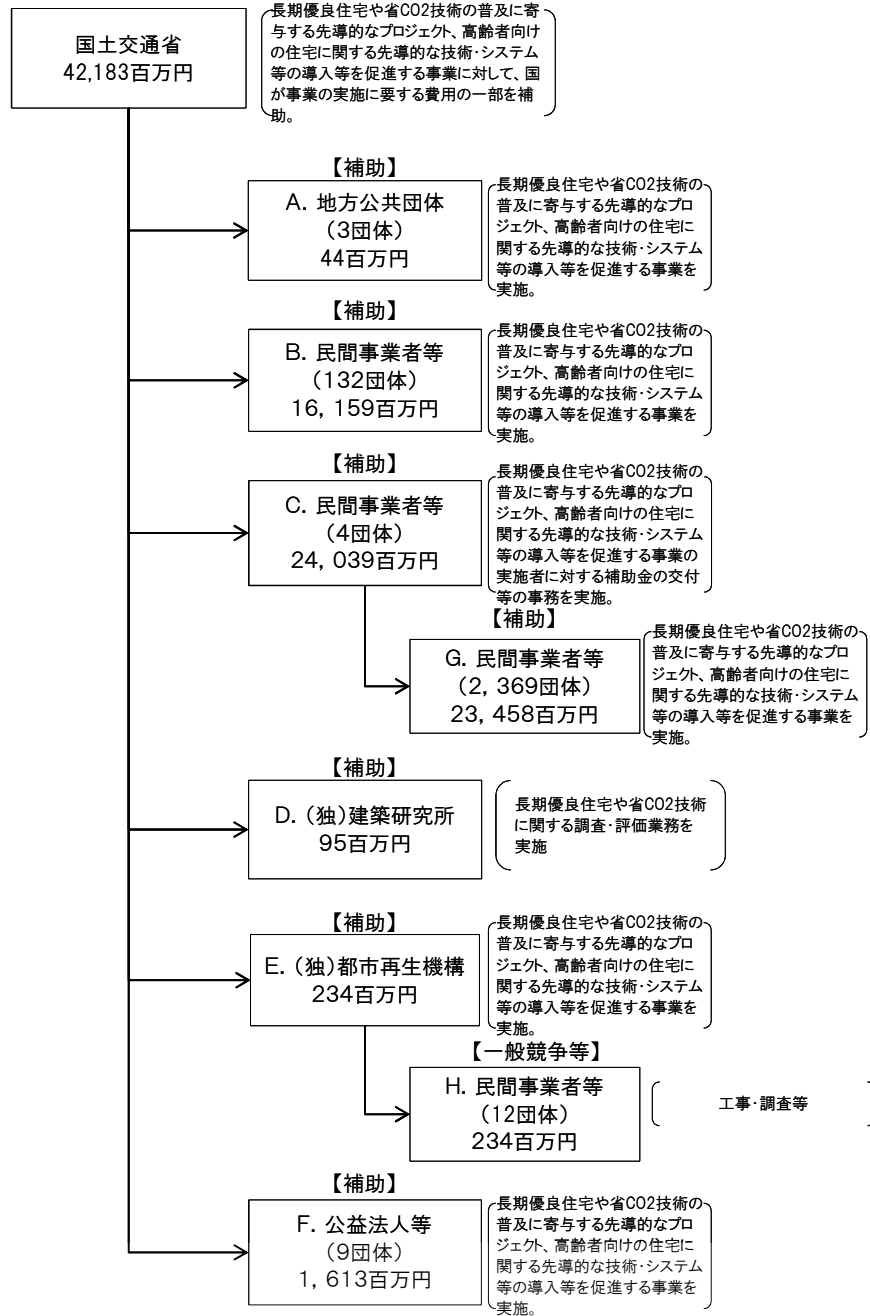 国土交通省
42,183百万円
長期優良住宅や省CO2技術の普及に寄
与する先導的なプロジェクト、高齢者向け
の住宅に関する先導的な技術・システム
等の導入等を促進する事業に対して、国
が事業の実施に要する費用の一部を補
助。
【補助】
A. 地方公共団体
(3団体)
44百万円
長期優良住宅や省CO2技術の
普及に寄与する先導的なプロ
ジェクト、高齢者向けの住宅に
関する先導的な技術・システム
等の導入等を促進する事業を
実施。
【補助】
B. 民間事業者等
(132団体)
16, 159百万円
長期優良住宅や省CO2技術の
普及に寄与する先導的なプロ
ジェクト、高齢者向けの住宅に
関する先導的な技術・システム
等の導入等を促進する事業を
実施。
【補助】
C. 民間事業者等
(4団体)
24, 039百万円
長期優良住宅や省CO2技術の
普及に寄与する先導的なプロ
ジェクト、高齢者向けの住宅に
関する先導的な技術・システム
等の導入等を促進する事業の
実施者に対する補助金の交付
等の事務を実施。
【補助】
G. 民間事業者等
(2, 369団体)
23, 458百万円
長期優良住宅や省CO2技術の
普及に寄与する先導的なプロ
ジェクト、高齢者向けの住宅に
関する先導的な技術・システム
等の導入等を促進する事業を
実施。
【補助】
D. (独)建築研究所
95百万円
長期優良住宅や省CO2技術
に関する調査・評価業務を
実施
【補助】
E. (独)都市再生機構
234百万円
長期優良住宅や省CO2技術の
普及に寄与する先導的なプロ
ジェクト、高齢者向けの住宅に
関する先導的な技術・システム
等の導入等を促進する事業を
実施。
【一般競争等】
H. 民間事業者等
(12団体)
234百万円
工事・調査等
【補助】
F. 公益法人等
(9団体)
1, 613百万円
長期優良住宅や省CO2技術の
普及に寄与する先導的なプロ
ジェクト、高齢者向けの住宅に
関する先導的な技術・システム
等の導入等を促進する事業を
実施。